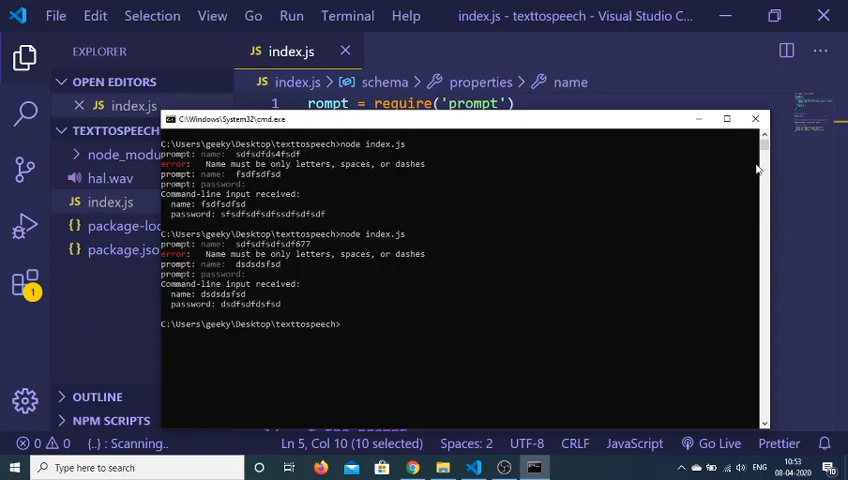 File Edit Selection View Go Run Terminal Help index.js - texttospeech - Visual Studio C...
EXPLORER
index.js
OPEN EDITORS
index.js
index.js > schema > properties > name
1 rompt = require('prompt')
TEXTTOSPEECH
node_modu
hal.wav
index.js
package-loc
package.jso
OUTLINE
NPM SCRIPTS
1
C:\Windows\System32\cmd.exe
C:\Users\geeky\Desktop\texttospeech>node index.js
prompt: name: sdfsdfds4fsdf
error: Name must be only letters, spaces, or dashes
prompt: name: fsdfsdfsd
prompt: password:
Command-line input received:
name: fsdfsdfsd
password: sfsdfsdfsdfssdfsdfsdf
C:\Users\geeky\Desktop\texttospeech>node index.js
prompt: name: sdfsdfsdfsdf677
error: Name must be only letters, spaces, or dashes
prompt: name: dsdsdsfsd
prompt: password:
Command-line input received:
name: dsdsdsfsd
password: dsdfsdfdsfsd
C:\Users\geeky\Desktop\texttospeech>
0 0 {..} : Scanning.. Ln 5, Col 10 (10 selected) Spaces: 2 UTF-8 CRLF JavaScript Go Live Prettier
Type here to search
ENG
10:53
08-04-2020